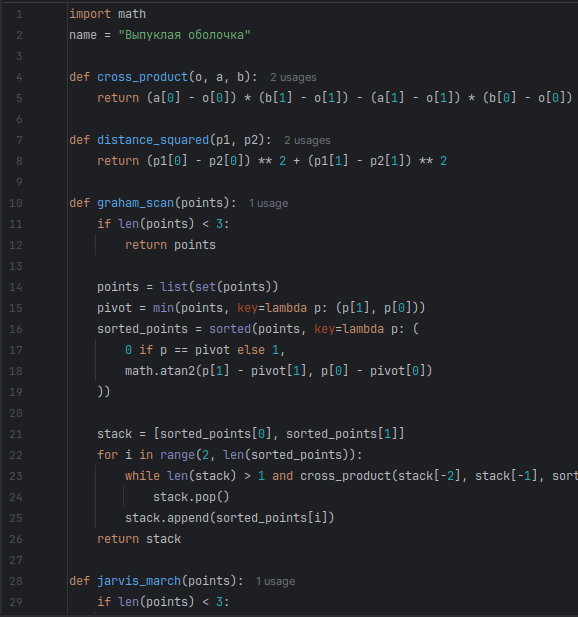 1 import math
2 name = "Выпуклая оболочка"
3
4 def cross_product(o, a, b): 2 usages
5 return (a[0] - o[0]) * (b[1] - o[1]) - (a[1] - o[1]) * (b[0] - o[0])
6
7 def distance_squared(p1, p2): 2 usages
8 return (p1[0] - p2[0]) ** 2 + (p1[1] - p2[1]) ** 2
9
10 def graham_scan(points): 1 usage
11 if len(points) < 3:
12 return points
13
14 points = list(set(points))
15 pivot = min(points, key=lambda p: (p[1], p[0]))
16 sorted_points = sorted(points, key=lambda p: (
17 0 if p == pivot else 1,
18 math.atan2(p[1] - pivot[1], p[0] - pivot[0])
19 ))
20
21 stack = [sorted_points[0], sorted_points[1]]
22 for i in range(2, len(sorted_points)):
23 while len(stack) > 1 and cross_product(stack[-2], stack[-1], sort
24 stack.pop()
25 stack.append(sorted_points[i])
26 return stack
27
28 def jarvis_march(points): 1 usage
29 if len(points) < 3: